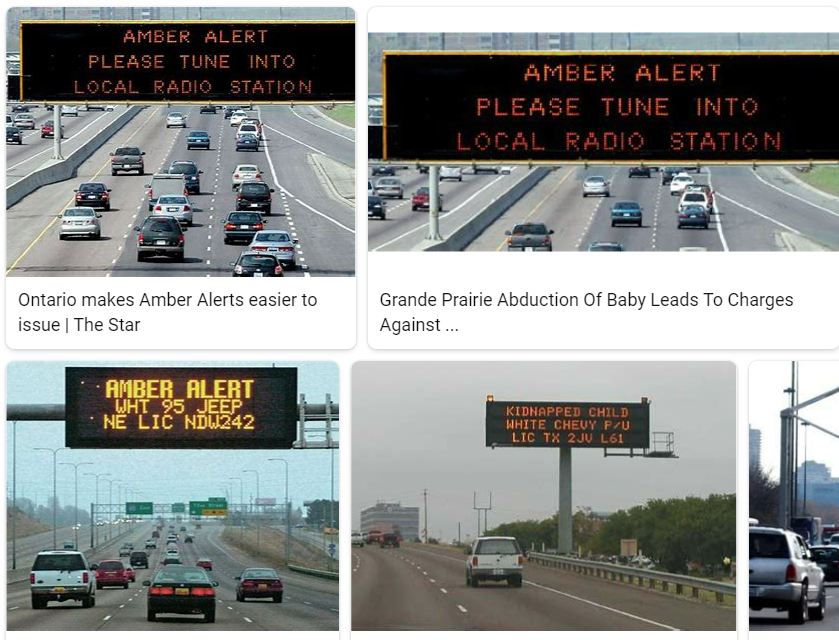 AMBER ALERT
PLEASE TUNE INTO
LOCAL RADIO STATION
AMBER ALERT
PLEASE TUNE INTO
LOCAL RADIO STATION
Ontario makes Amber Alerts easier to
issue | The Star
Grande Prairie Abduction Of Baby Leads To Charges
Against ...
AMBER ALERT
WHT 95 JEEP
NE LIC NDW242
KIDNAPPED CHILD
WHITE CHEVY P/U
LIC TX 2JV L61